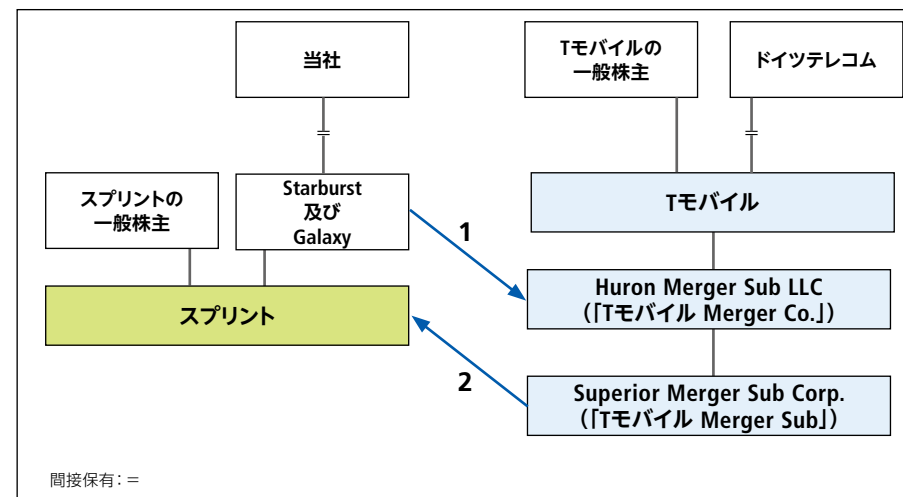 当社
Tモバイルの
一般株主
ドイツテレコム
スプリントの
一般株主
Starburst
及び
Galaxy
Tモバイル
1
Huron Merger Sub LLC
（「Tモバイル Merger Co.」）
スプリント
2
Superior Merger Sub Corp.
（「Tモバイル Merger Sub」）
間接保有：＝